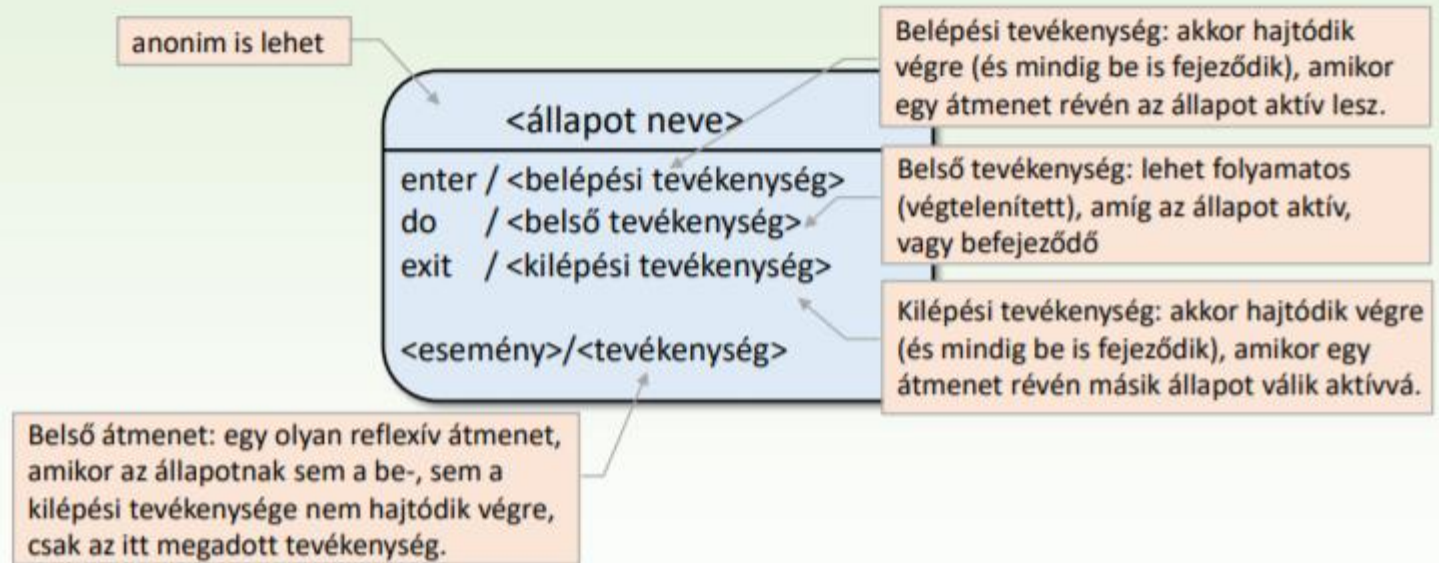 anonim is lehet
<állapot neve>
enter / <belépési tevékenység>
do / <belső tevékenység>
exit / <kilépési tevékenység>
<esemény>/<tevékenység>
Belépési tevékenység: akkor hajtódik
végre (és mindig be is fejeződik), amikor
egy átmenet révén az állapot aktív lesz.
Belső tevékenység: lehet folyamatos
(végtelenített), amíg az állapot aktív,
vagy befejeződő
Kilépési tevékenység: akkor hajtódik végre
(és mindig be is fejeződik), amikor egy
átmenet révén másik állapot válik aktívvá.
Belső átmenet: egy olyan reflexív átmenet,
amikor az állapotnak sem a be-, sem a
kilépési tevékenysége nem hajtódik végre,
csak az itt megadott tevékenység.